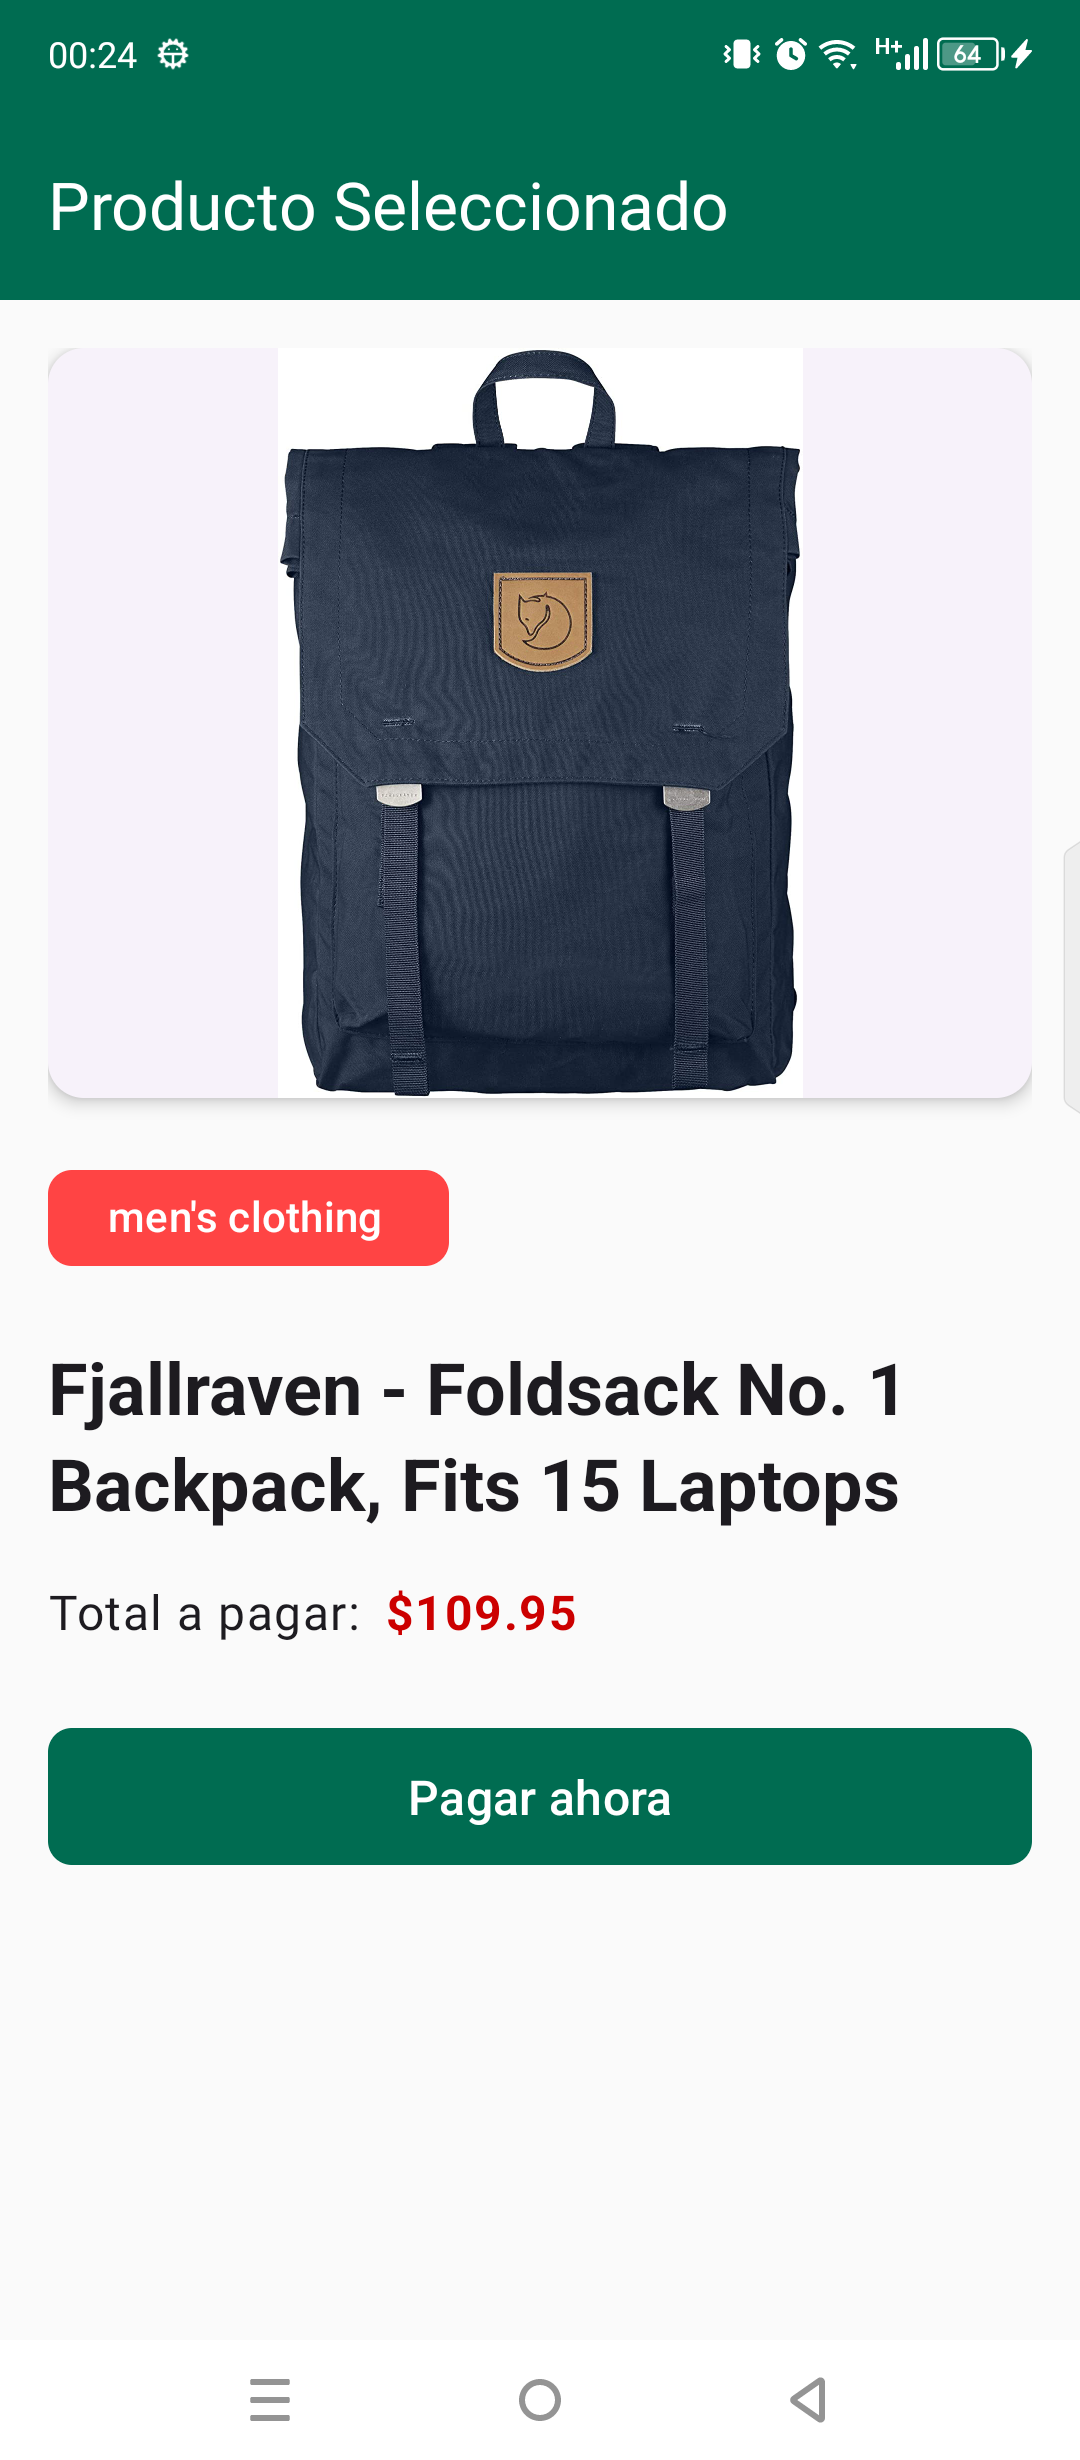 00:24
H+
64
Producto Seleccionado
men's clothing
Fjallraven - Foldsack No. 1
Backpack, Fits 15 Laptops
Total a pagar: $109.95
Pagar ahora